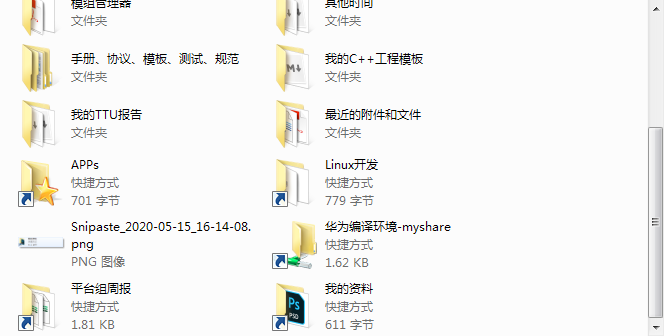 模组管理器
文件夹
其他时间
文件夹
手册、协议、模板、测试、规范
文件夹
我的C++工程模板
文件夹
我的TTU报告
文件夹
最近的附件和文件
文件夹
APPs
快捷方式
701 字节
Linux开发
快捷方式
779 字节
Snipaste_2020-05-15_16-14-08.
png
PNG 图像
华为编译环境-myshare
快捷方式
1.62 KB
平台组周报
快捷方式
1.81 KB
我的资料
快捷方式
611 字节
M
Ps
PSD